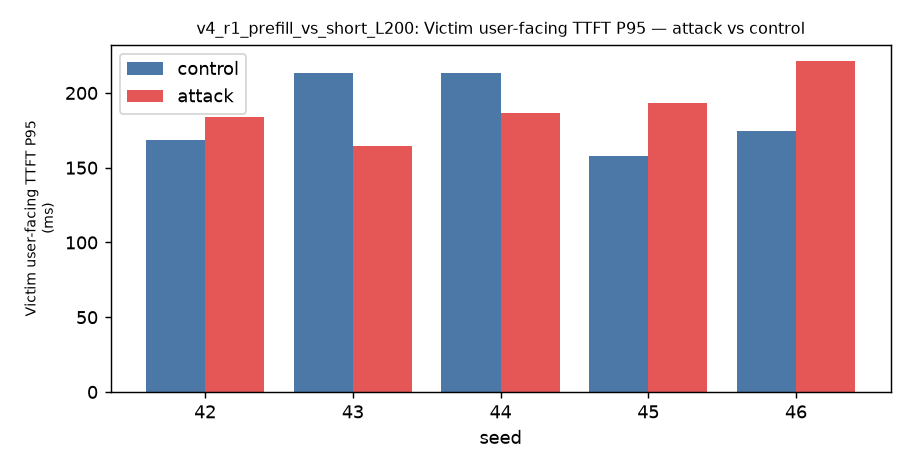 v4_r1_prefill_vs_short_L200: Victim user-facing TTFT P95 — attack vs control
control
attack
Victim user-facing TTFT P95
(ms)
200
150
100
50
0
42 43 44 45 46
seed